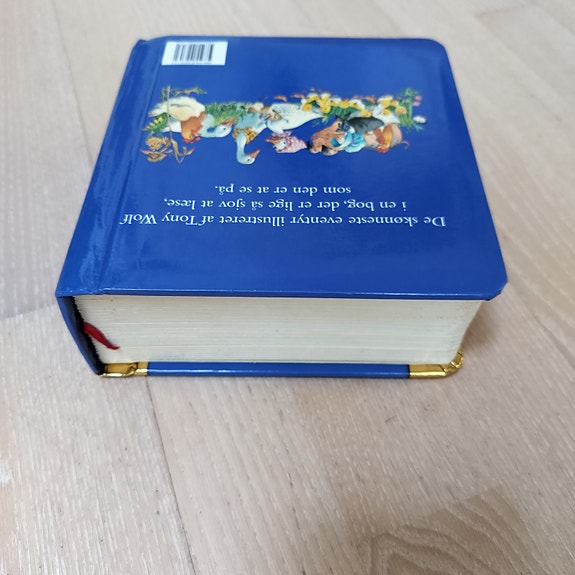 De skønneste eventyr illustreret af Tony Wolf
i en bog, der er lige så sjov at læse,
som den er at se på.